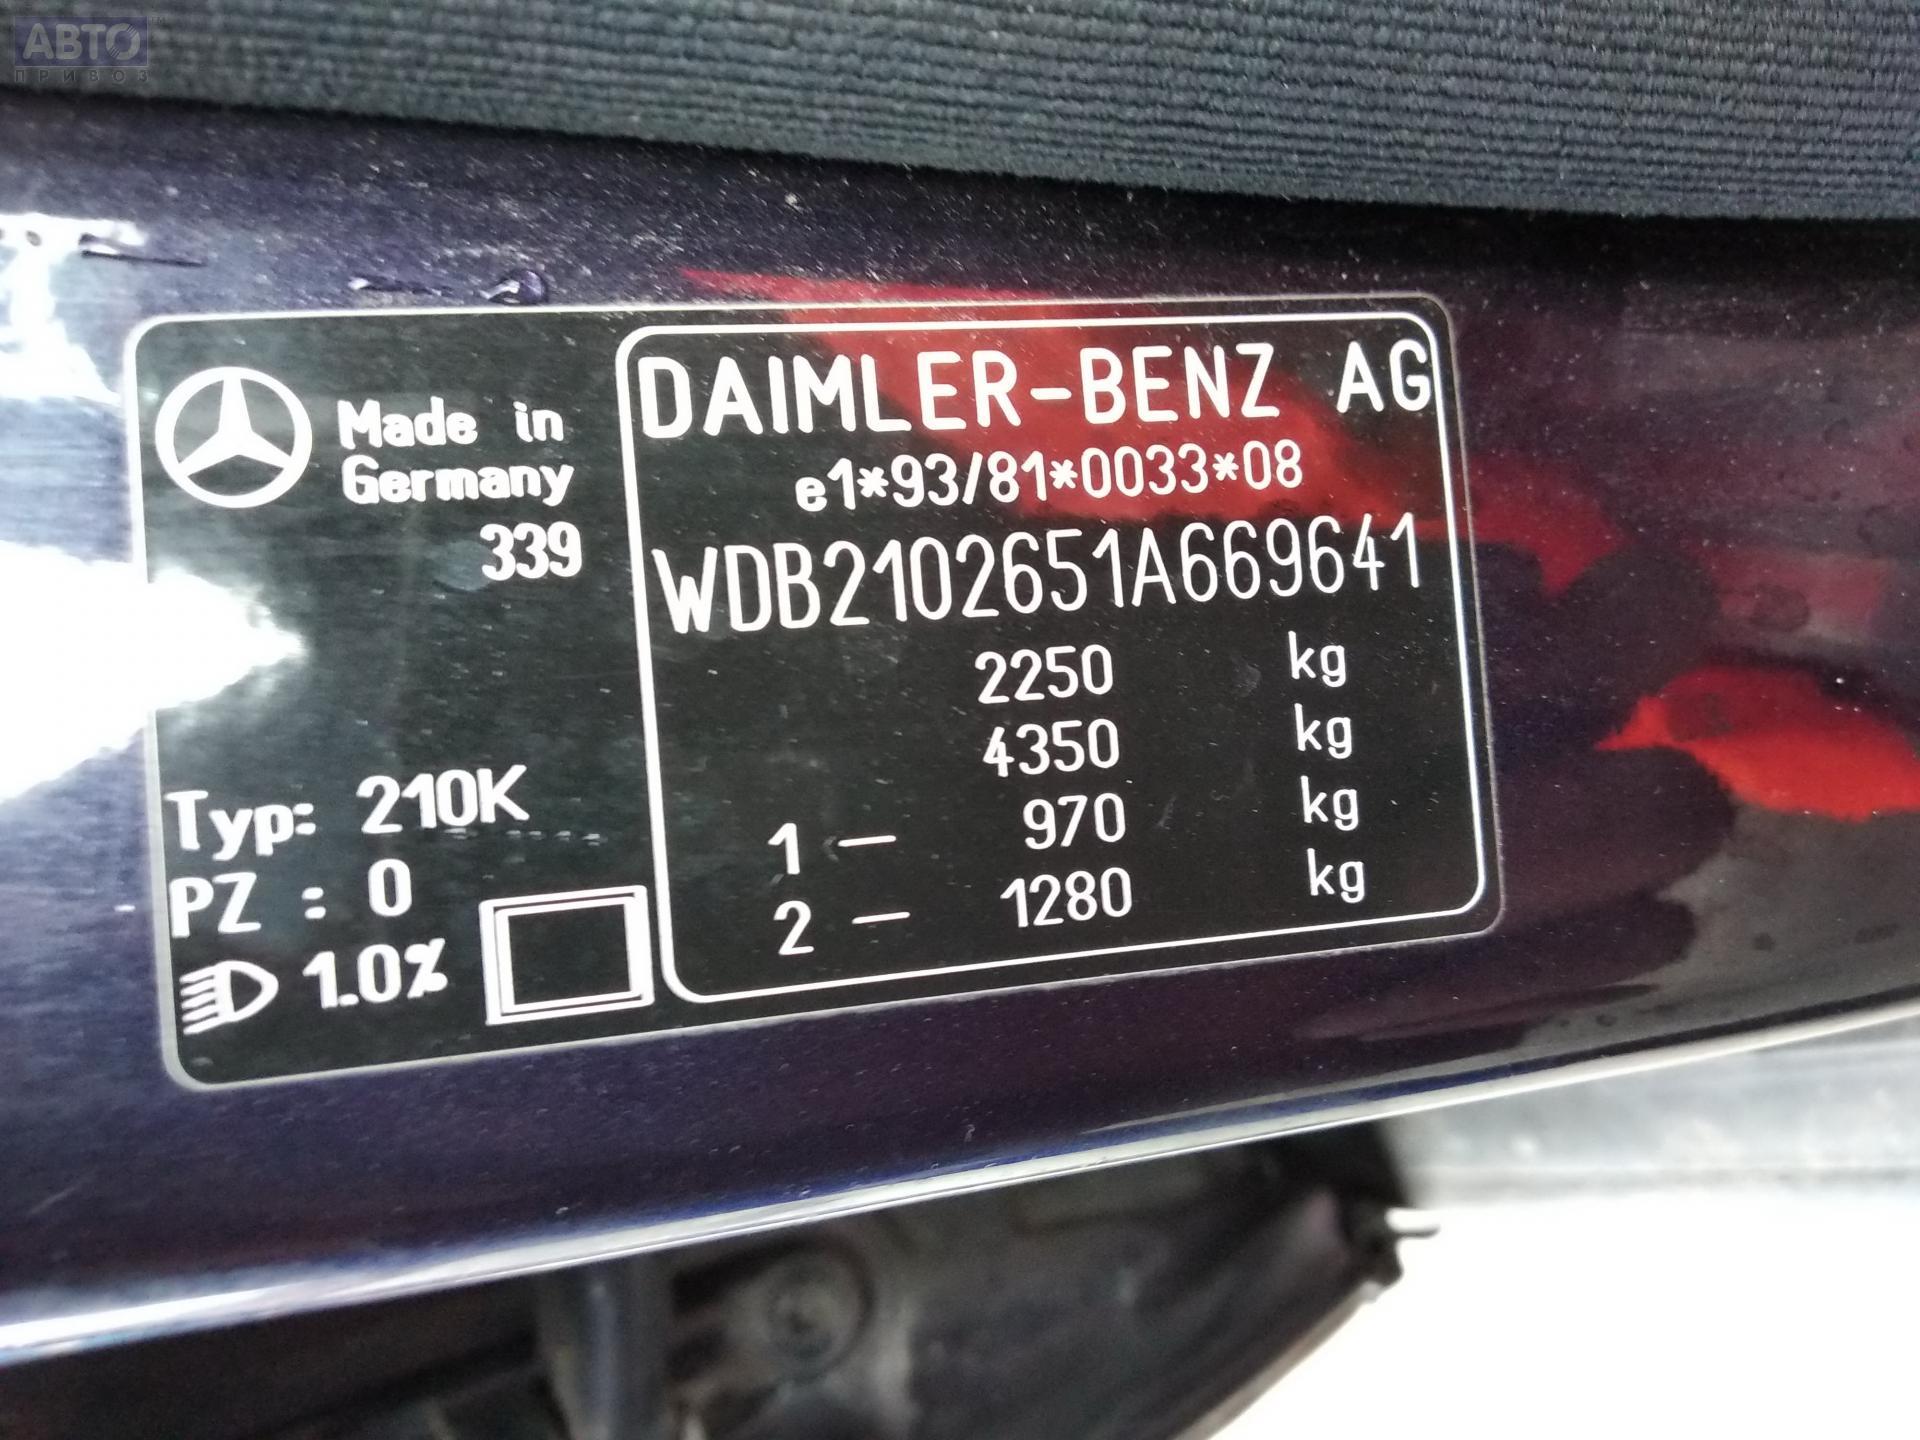 АВТО
ПРИВОЗ
Made in
Germany
339
DAIMLER-BENZ AG
e1*93/81*0033*08
WDB2102651A669641
2250 kg
4350 kg
1 — 970 kg
2 — 1280 kg
Typ: 210K
PZ : 0
1.0%